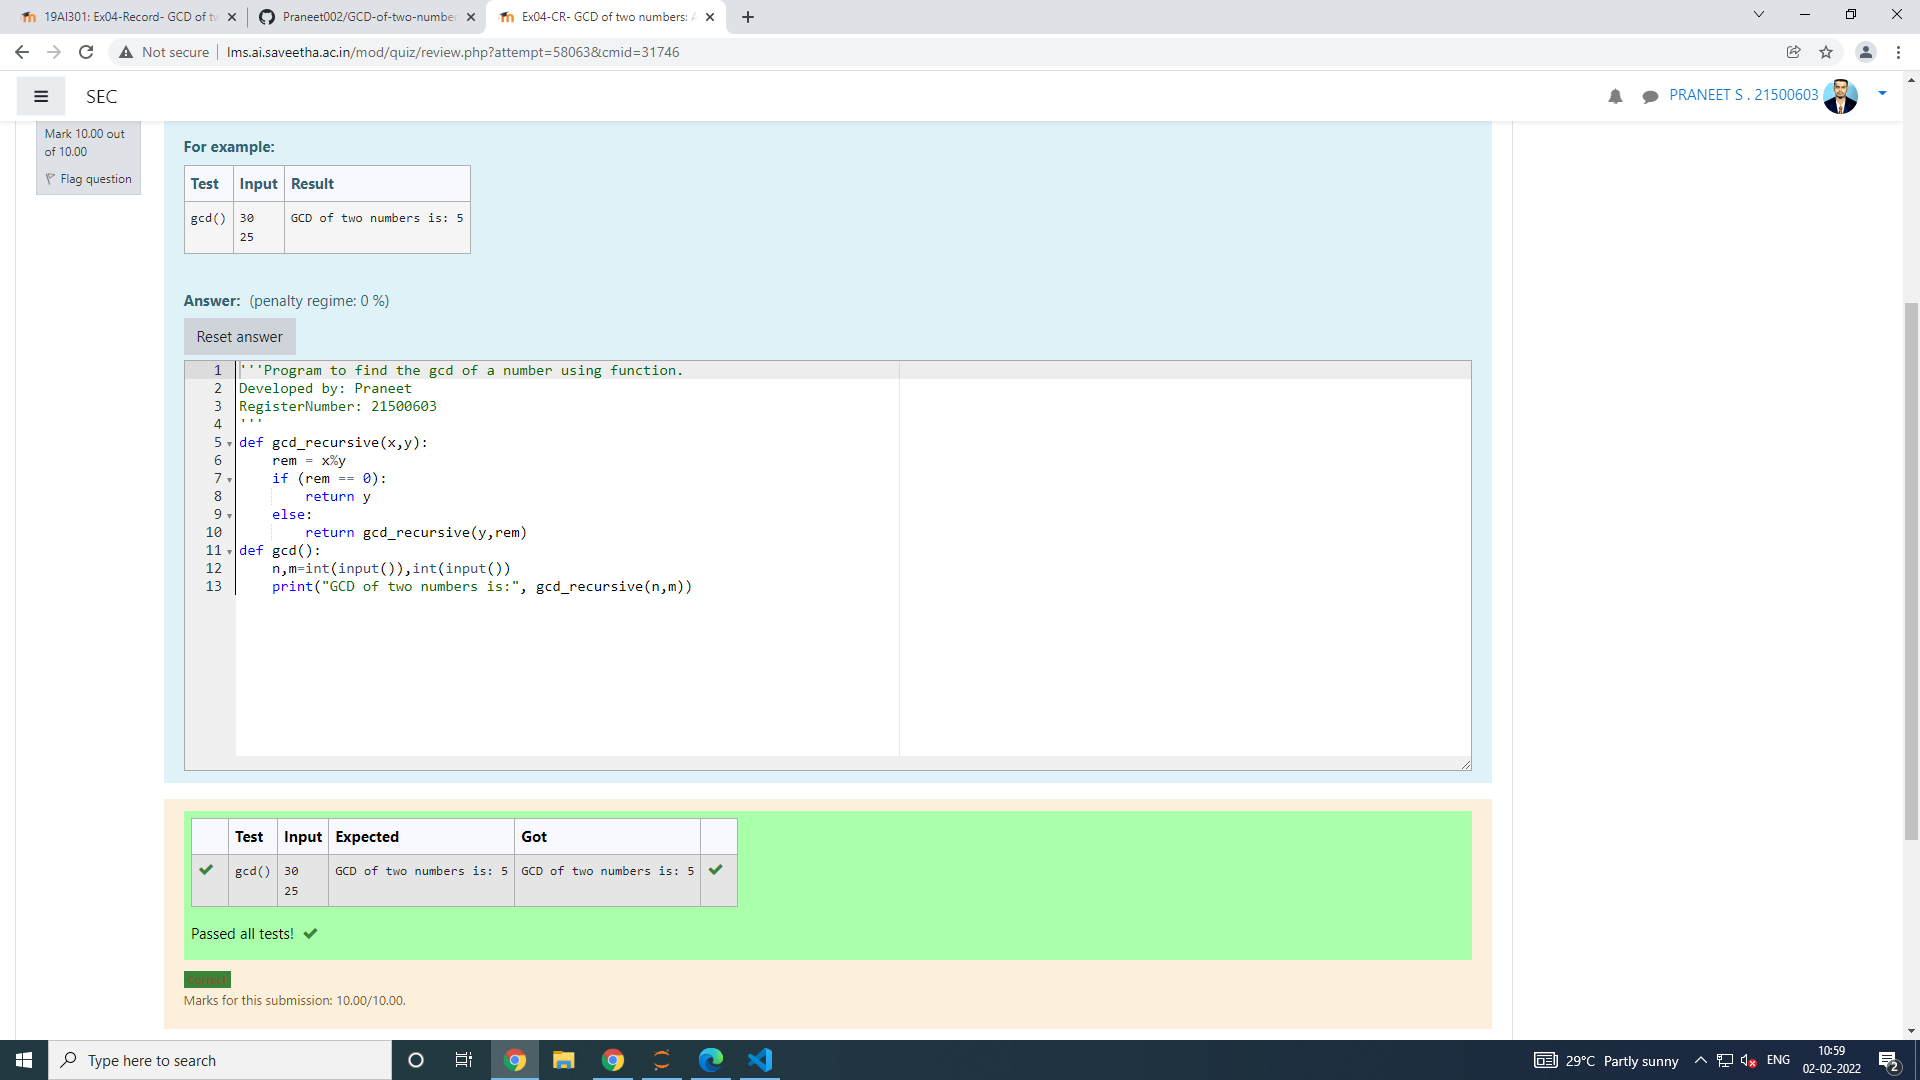 19AI301: Ex04-Record- GCD of tw
Praneet002/GCD-of-two-number
Ex04-CR- GCD of two numbers: A
Not secure
lms.ai.saveetha.ac.in/mod/quiz/review.php?attempt=58063&cmid=31746
SEC
PRANEET S . 21500603
Mark 10.00 out
of 10.00
Flag question
For example:
Test Input Result
gcd() 30 GCD of two numbers is: 5
25
Answer: (penalty regime: 0 %)
Reset answer
1 '''Program to find the gcd of a number using function.
2 Developed by: Praneet
3 RegisterNumber: 21500603
4 '''
5 def gcd_recursive(x,y):
6 rem = x%y
7 if (rem == 0):
8 return y
9 else:
10 return gcd_recursive(y,rem)
11 def gcd():
12 n,m=int(input()),int(input())
13 print("GCD of two numbers is:", gcd_recursive(n,m))
Test Input Expected Got
gcd() 30 GCD of two numbers is: 5 GCD of two numbers is: 5
25
Passed all tests!
Correct
Marks for this submission: 10.00/10.00.
Type here to search
29°C Partly sunny
ENG
10:59
02-02-2022
2